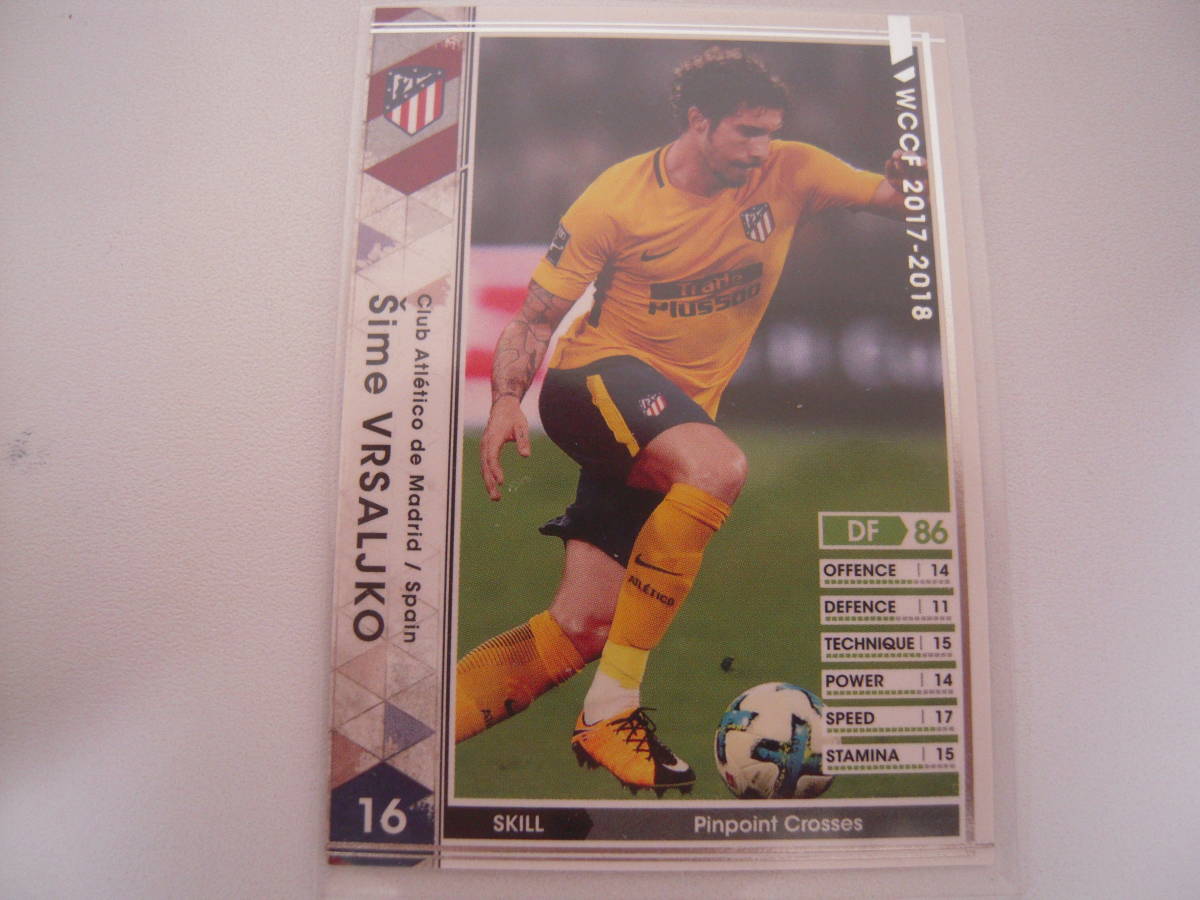 WCCF 2017-2018
Club Atlético de Madrid / Spain
Šime VRSALJKO
16
Plus500
ATLÉTICO
DF 86
OFFENCE 14
DEFENCE 11
TECHNIQUE 15
POWER 14
SPEED 17
STAMINA 15
SKILL Pinpoint Crosses